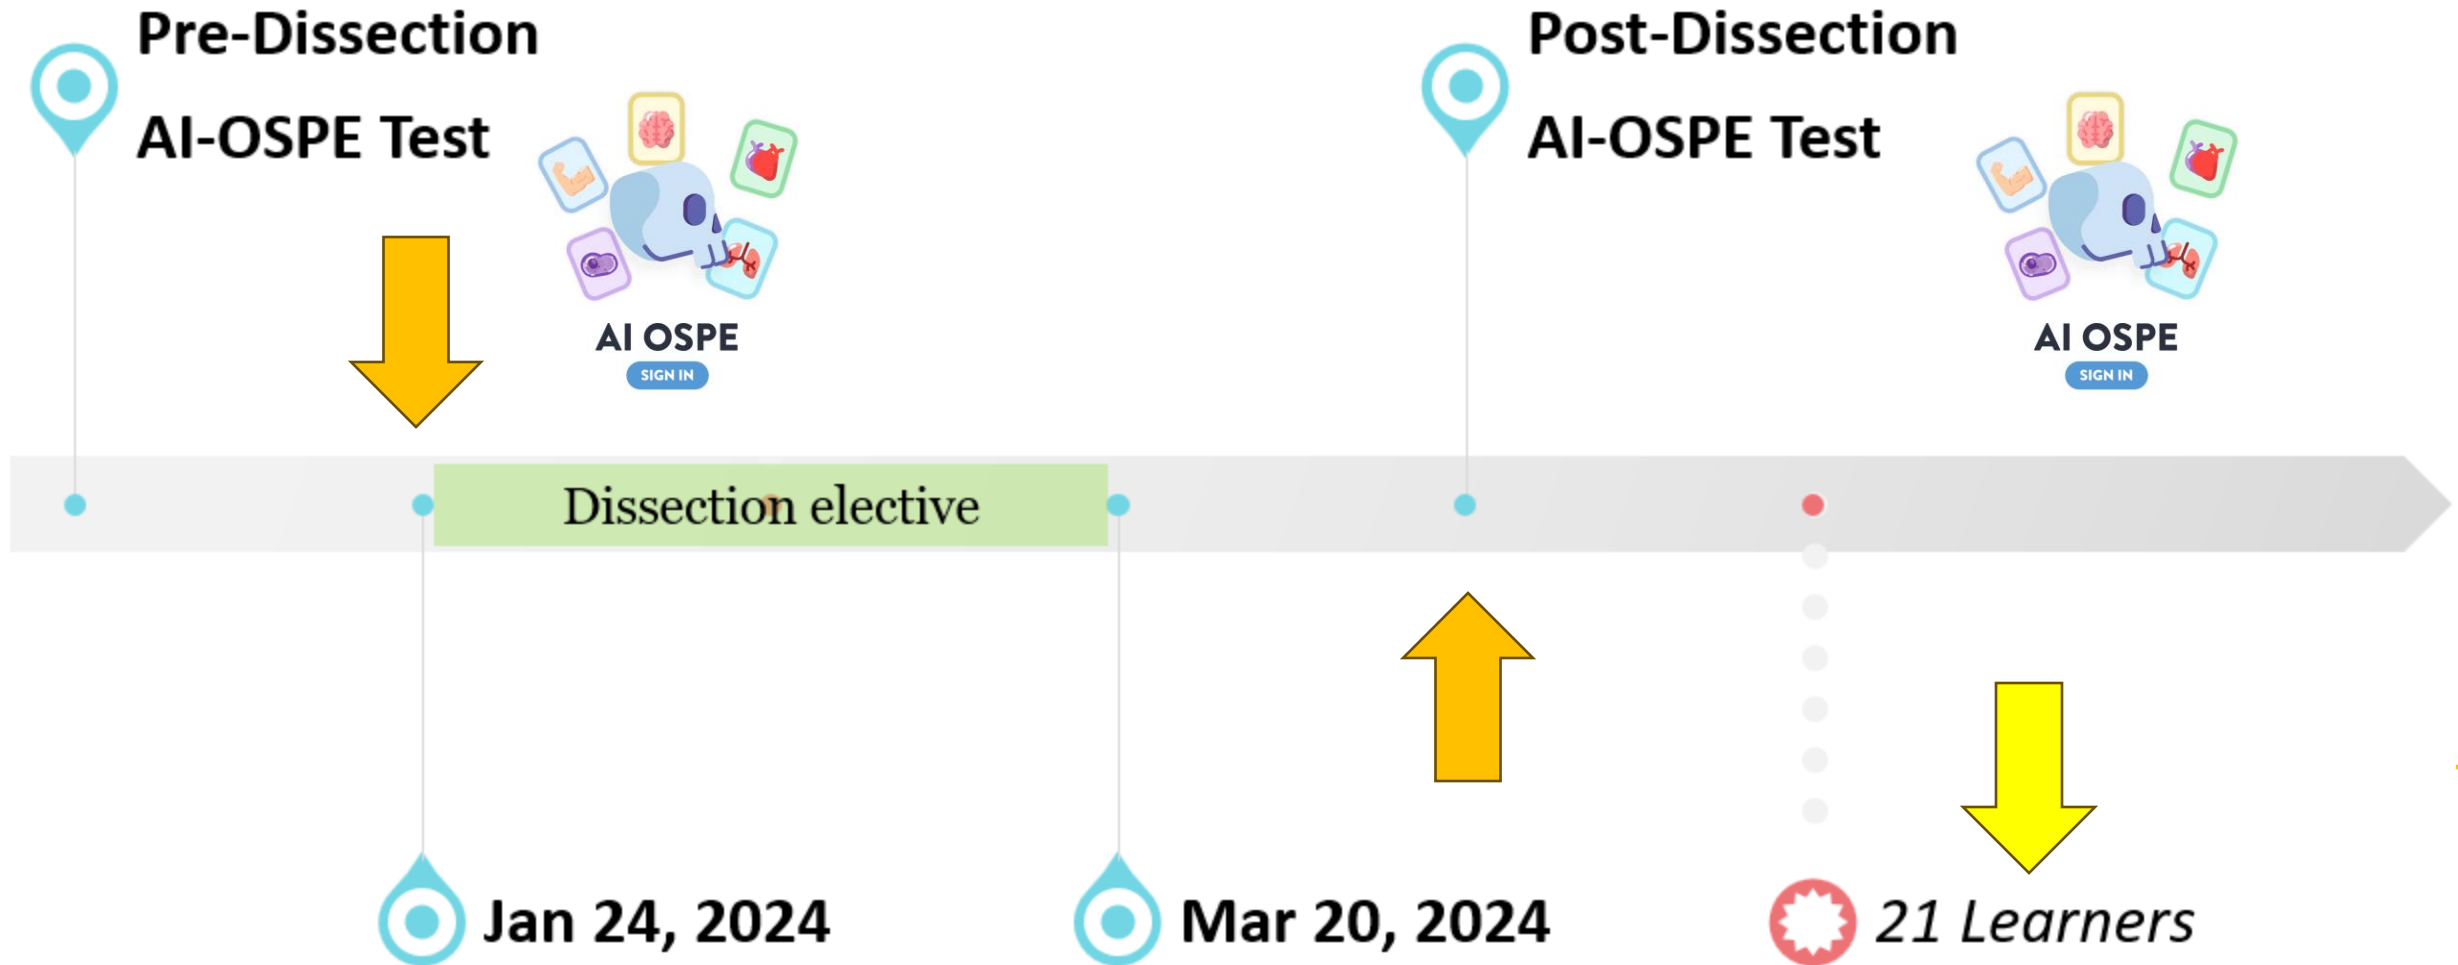 Pre-Dissection
AI-OSPE Test
AI OSPE
SIGN IN
Post-Dissection
AI-OSPE Test
AI OSPE
SIGN IN
Dissection elective
Jan 24, 2024
Mar 20, 2024
21 Learners